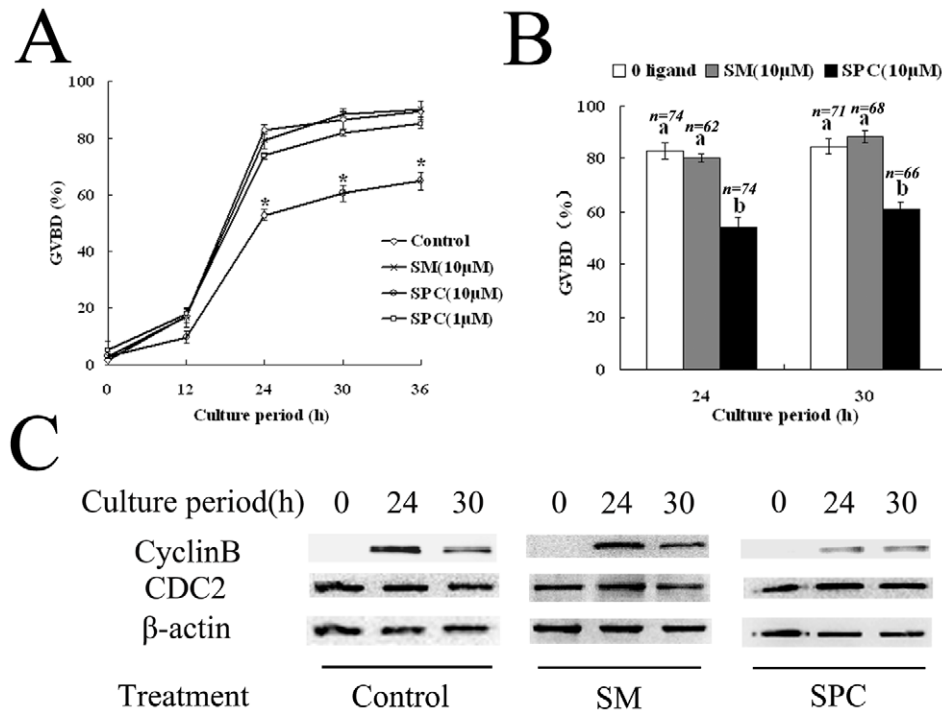 A
GVBD (%)
100
80
60
40
20
0
* * *
Control
SM(10μM)
SPC(10μM)
SPC(1μM)
0 12 24 30 36
Culture period (h)
B
0 ligand SM(10μM) SPC(10μM)
GVBD (%)
100
80
60
40
20
0
n=74 n=62 n=74 n=71 n=68 n=66
a a b a a b
24 30
Culture period (h)
C
Culture period(h) 0 24 30 0 24 30 0 24 30
CyclinB
CDC2
β-actin
Treatment Control SM SPC